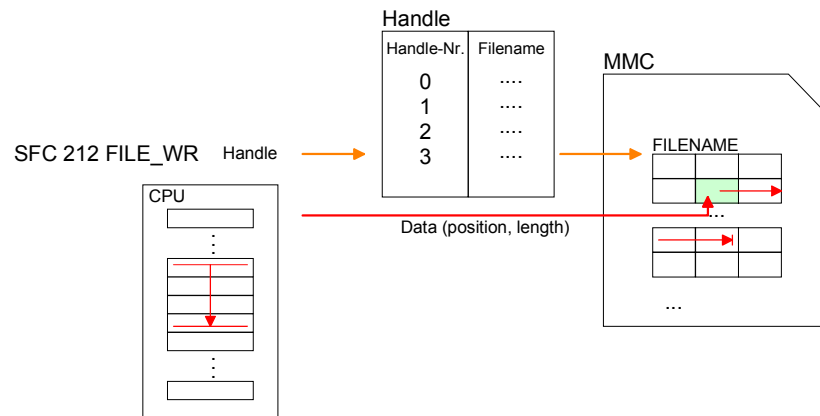 Handle
Handle-Nr. Filename
0 ....
1 ....
2 ....
3 ....
MMC
FILENAME
...
...
SFC 212 FILE_WR Handle
CPU
Data (position, length)